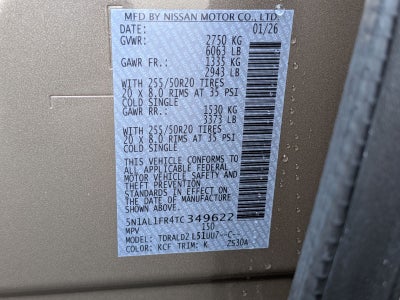 MFD BY NISSAN MOTOR CO., LTD.
DATE: 01/26
GVWR: 2750 KG
6063 LB
GAWR FR.: 1335 KG
2943 LB
WITH 255/50R20 TIRES
20 X 8.0 RIMS AT 35 PSI
COLD SINGLE
GAWR RR.: 1530 KG
3373 LB
WITH 255/50R20 TIRES
20 X 8.0 RIMS AT 35 PSI
COLD SINGLE
THIS VEHICLE CONFORMS TO
ALL APPLICABLE FEDERAL
MOTOR VEHICLE SAFETY AND
THEFT PREVENTION
STANDARDS IN EFFECT ON
THE DATE OF MANUFACTURE
SHOWN ABOVE.
5N1AL1FR4TC349622
MPV 150
MODEL: TDRALDZ L51UU7--C--
COLOR: KCF TRIM: K 25304